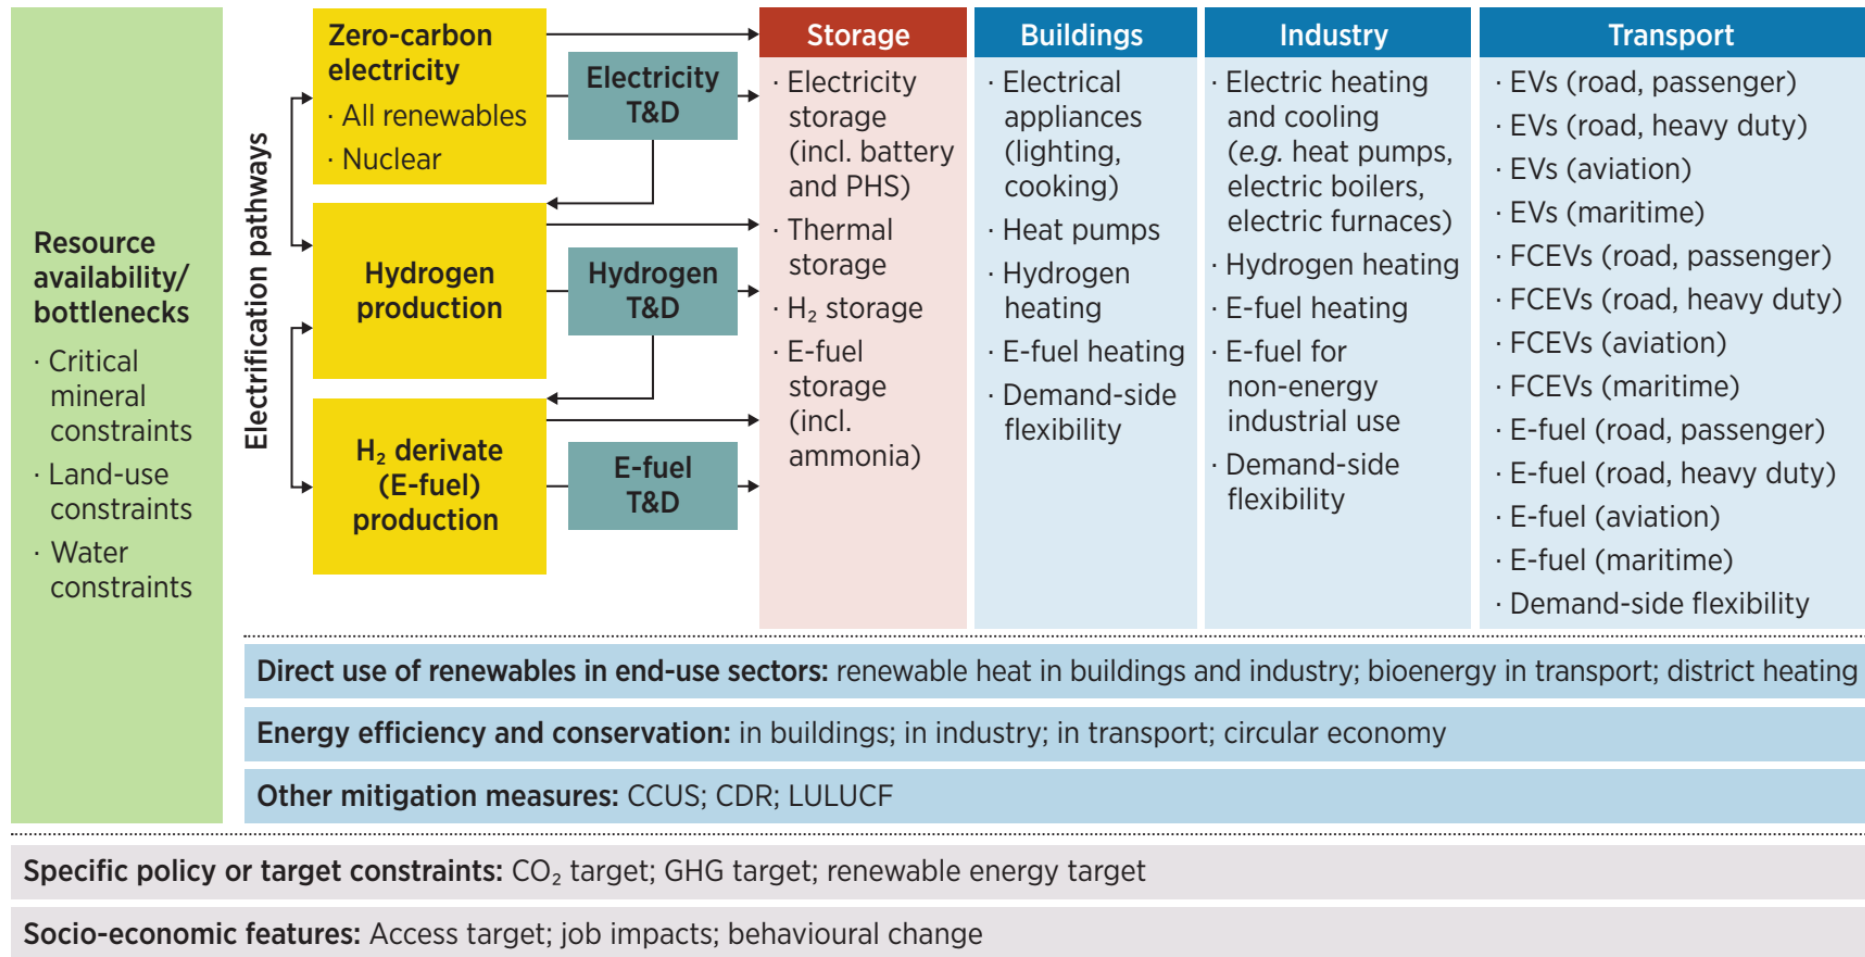 Resource
availability/
bottlenecks
· Critical
mineral
constraints
· Land-use
constraints
· Water
constraints
Electrification pathways
Zero-carbon
electricity
· All renewables
· Nuclear
Electricity
T&D
Hydrogen
production
Hydrogen
T&D
H₂ derivate
(E-fuel)
production
E-fuel
T&D
Storage
· Electricity
storage
(incl. battery
and PHS)
· Thermal
storage
· H₂ storage
· E-fuel
storage
(incl.
ammonia)
Buildings
· Electrical
appliances
(lighting,
cooking)
· Heat pumps
· Hydrogen
heating
· E-fuel heating
· Demand-side
flexibility
Industry
· Electric heating
and cooling
(e.g. heat pumps,
electric boilers,
electric furnaces)
· Hydrogen heating
· E-fuel heating
· E-fuel for
non-energy
industrial use
· Demand-side
flexibility
Transport
· EVs (road, passenger)
· EVs (road, heavy duty)
· EVs (aviation)
· EVs (maritime)
· FCEVs (road, passenger)
· FCEVs (road, heavy duty)
· FCEVs (aviation)
· FCEVs (maritime)
· E-fuel (road, passenger)
· E-fuel (road, heavy duty)
· E-fuel (aviation)
· E-fuel (maritime)
· Demand-side flexibility
Direct use of renewables in end-use sectors: renewable heat in buildings and industry; bioenergy in transport; district heating
Energy efficiency and conservation: in buildings; in industry; in transport; circular economy
Other mitigation measures: CCUS; CDR; LULUCF
Specific policy or target constraints: CO₂ target; GHG target; renewable energy target
Socio-economic features: Access target; job impacts; behavioural change